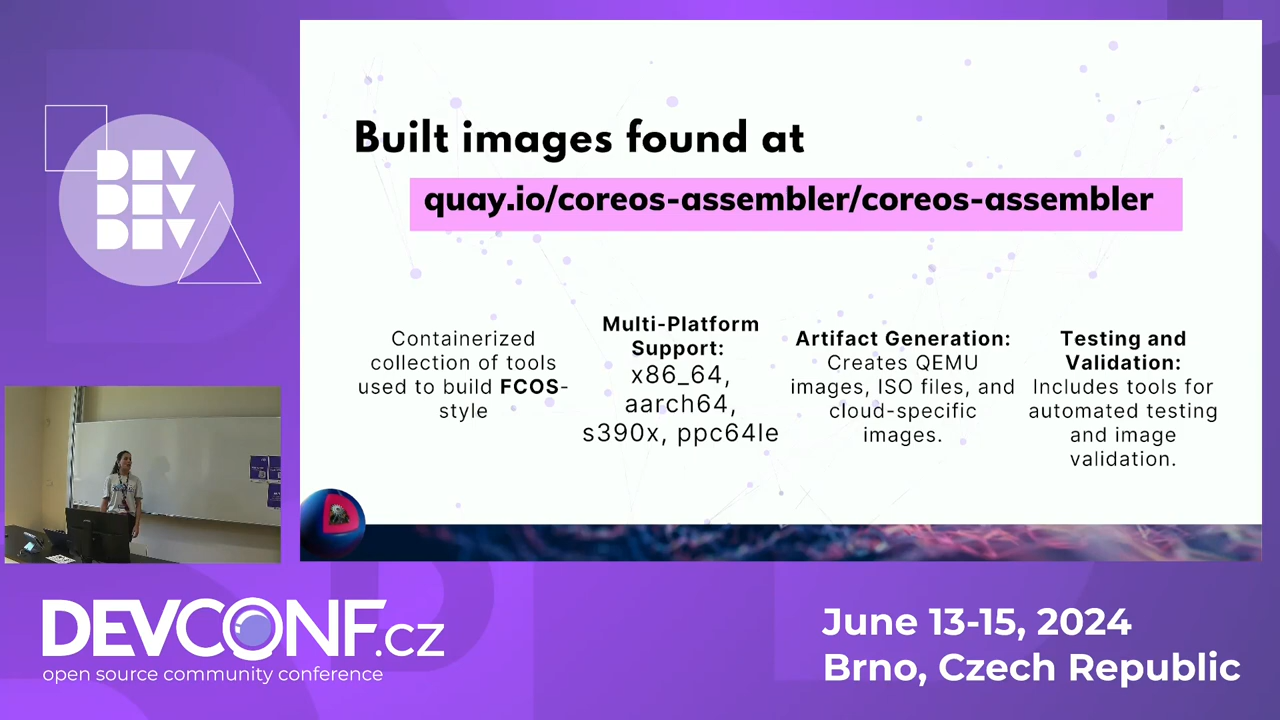 DEV
DEV
DEV
Built images found at
quay.io/coreos-assembler/coreos-assembler
Containerized
collection of tools
used to build FCOS-
style
Multi-Platform
Support:
x86_64,
aarch64,
s390x, ppc64le
Artifact Generation:
Creates QEMU
images, ISO files, and
cloud-specific
images.
Testing and
Validation:
Includes tools for
automated testing
and image
validation.
DEVCONF.cz
open source community conference
June 13-15, 2024
Brno, Czech Republic